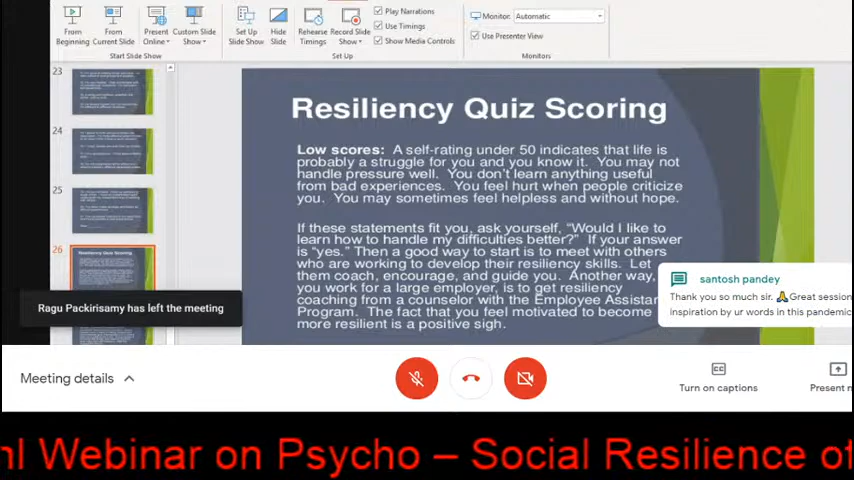 Play Narrations
Use Timings
Show Media Controls
Monitor: Automatic
Use Presenter View
From Beginning
From Current Slide
Present Online
Custom Slide Show
Set Up Slide Show
Hide Slide
Rehearse Timings
Record Slide Show
Start Slide Show
Set Up
Monitors
23
24
25
26
Resiliency Quiz Scoring
Resiliency Quiz Scoring
Low scores: A self-rating under 50 indicates that life is
probably a struggle for you and you know it. You may not
handle pressure well. You don't learn anything useful
from bad experiences. You feel hurt when people criticize
you. You may sometimes feel helpless and without hope.
If these statements fit you, ask yourself, "Would I like to
learn how to handle my difficulties better?" If your answer
is "yes." Then a good way to start is to meet with others
who are working to develop their resiliency skills. Let
them coach, encourage, and guide you. Another way,
you work for a large employer, is to get resiliency
coaching from a counselor with the Employee Assistan
Program. The fact that you feel motivated to become
more resilient is a positive sigh.
santosh pandey
Thank you so much sir. 🙏Great session
inspiration by ur words in this pandemic
Ragu Packirisamy has left the meeting
Meeting details
CC
Turn on captions
Present n
Webinar on Psycho – Social Resilience of